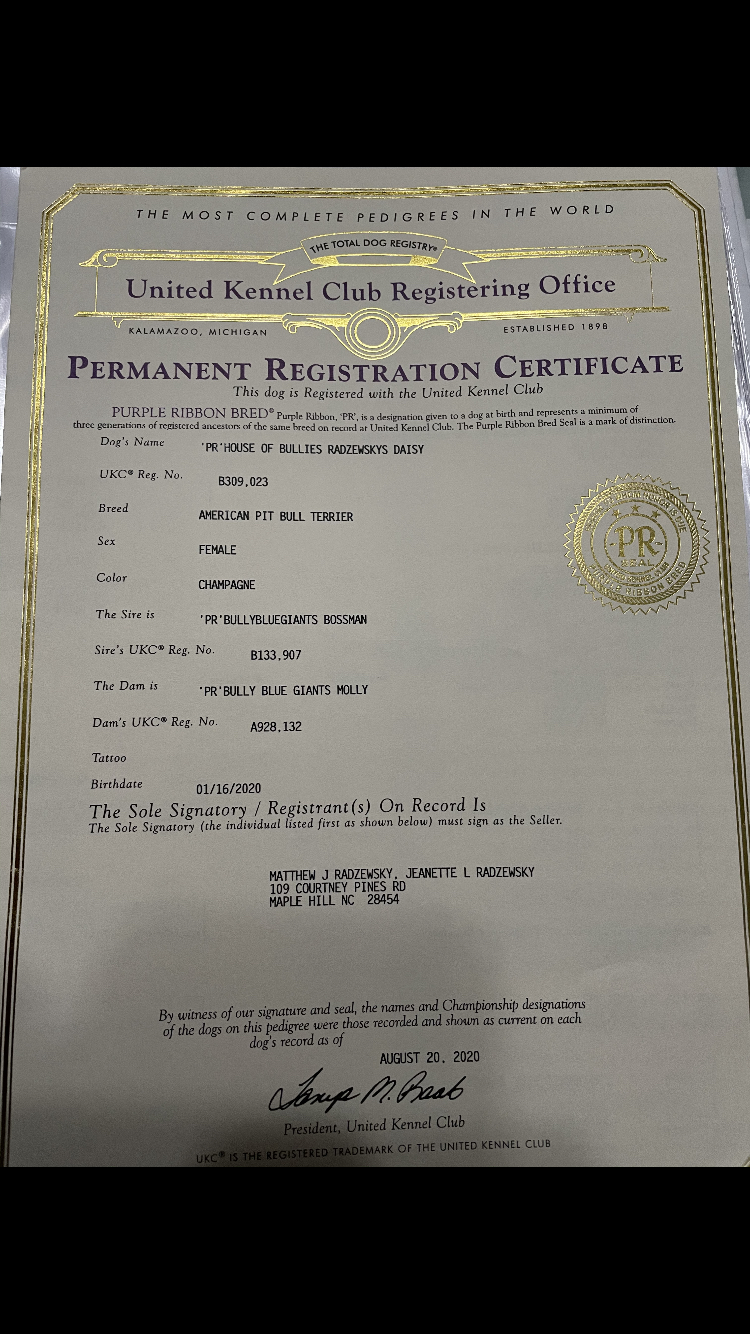 THE MOST COMPLETE PEDIGREES IN THE WORLD
THE TOTAL DOG REGISTRY®
United Kennel Club Registering Office
KALAMAZOO, MICHIGAN ESTABLISHED 1898
PERMANENT REGISTRATION CERTIFICATE
This dog is Registered with the United Kennel Club
PURPLE RIBBON BRED® Purple Ribbon, 'PR', is a designation given to a dog at birth and represents a minimum of
three generations of registered ancestors of the same breed on record at United Kennel Club. The Purple Ribbon Bred Seal is a mark of distinction.
Dog's Name 'PR'HOUSE OF BULLIES RADZEWSKYS DAISY
UKC® Reg. No. B309,023
Breed AMERICAN PIT BULL TERRIER
Sex FEMALE
Color CHAMPAGNE
PR
SEAL
PURPLE RIBBON BRED
The Sire is 'PR'BULLYBLUEGIANTS BOSSMAN
Sire's UKC® Reg. No. B133,907
The Dam is 'PR'BULLY BLUE GIANTS MOLLY
Dam's UKC® Reg. No. A928,132
Tattoo
Birthdate 01/16/2020
The Sole Signatory / Registrant(s) On Record Is
The Sole Signatory (the individual listed first as shown below) must sign as the Seller.
MATTHEW J RADZEWSKY, JEANETTE L RADZEWSKY
109 COURTNEY PINES RD
MAPLE HILL NC 28454
By witness of our signature and seal, the names and Championship designations
of the dogs on this pedigree were those recorded and shown as current on each
dog's record as of
AUGUST 20, 2020
President, United Kennel Club
UKC® IS THE REGISTERED TRADEMARK OF THE UNITED KENNEL CLUB